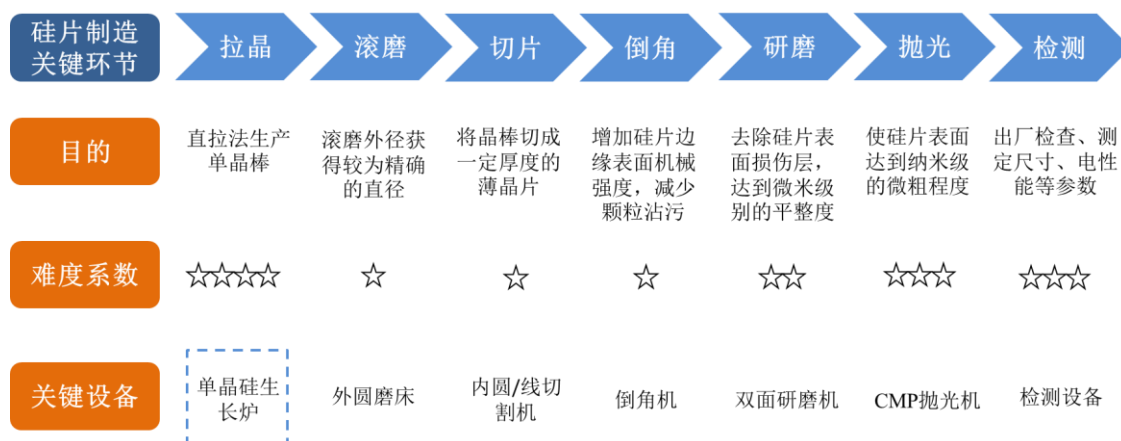 硅片制造
关键环节
拉晶
滚磨
切片
倒角
研磨
抛光
检测
目的
直拉法生产
单晶棒
滚磨外径获
得较为精确
的直径
将晶棒切成
一定厚度的
薄晶片
增加硅片边
缘表面机械
强度，减少
颗粒沾污
去除硅片表
面损伤层，
达到微米级
别的平整度
使硅片表面
达到纳米级
的微粗程度
出厂检查、测
定尺寸、电性
能等参数
难度系数
☆☆☆☆
☆
☆
☆
☆☆
☆☆☆
☆☆☆
关键设备
单晶硅生
长炉
外圆磨床
内圆/线切
割机
倒角机
双面研磨机
CMP抛光机
检测设备